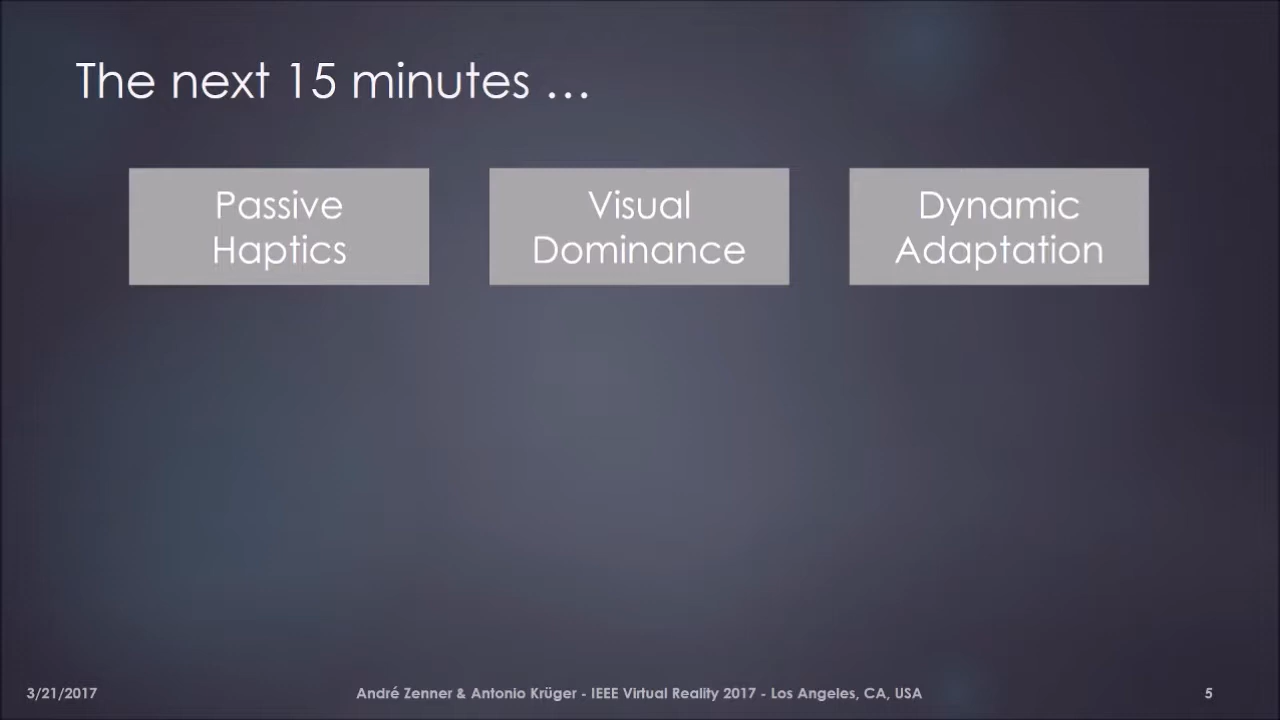 The next 15 minutes …
Passive
Haptics
Visual
Dominance
Dynamic
Adaptation
3/21/2017
André Zenner & Antonio Krüger - IEEE Virtual Reality 2017 - Los Angeles, CA, USA
5